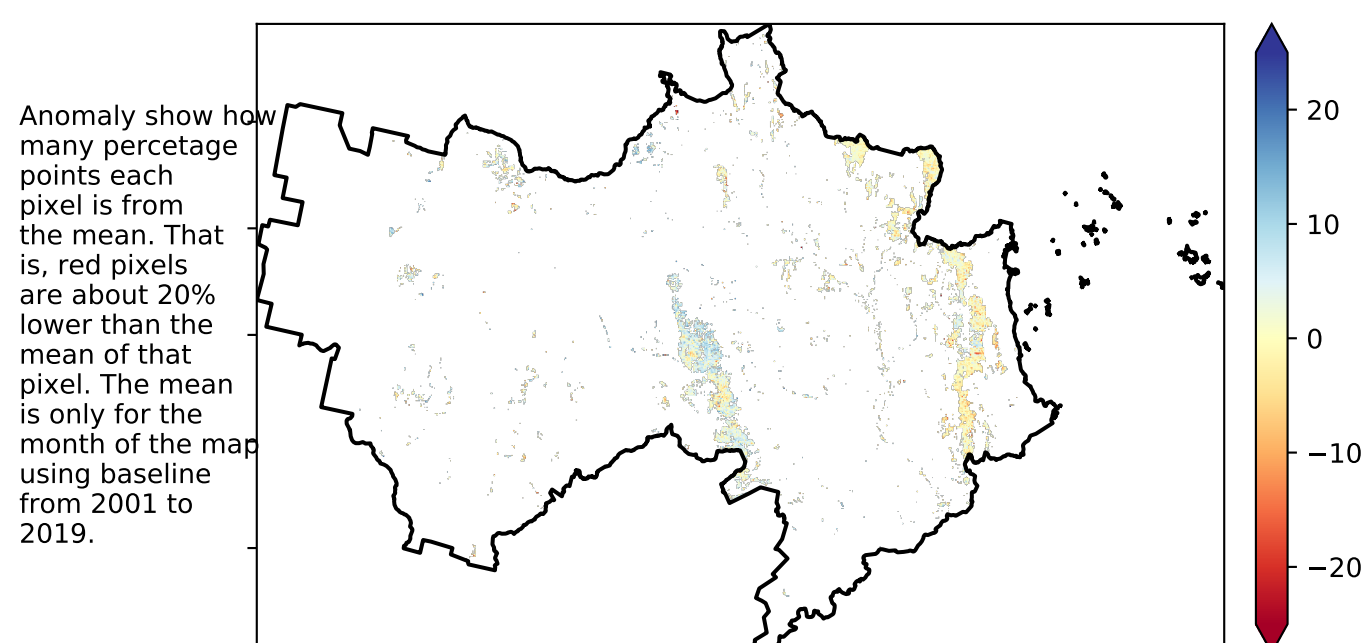 Anomaly show how
many percetage
points each
pixel is from
the mean. That
is, red pixels
are about 20%
lower than the
mean of that
pixel. The mean
is only for the
month of the map
using baseline
from 2001 to
2019.
20
10
0
−10
−20